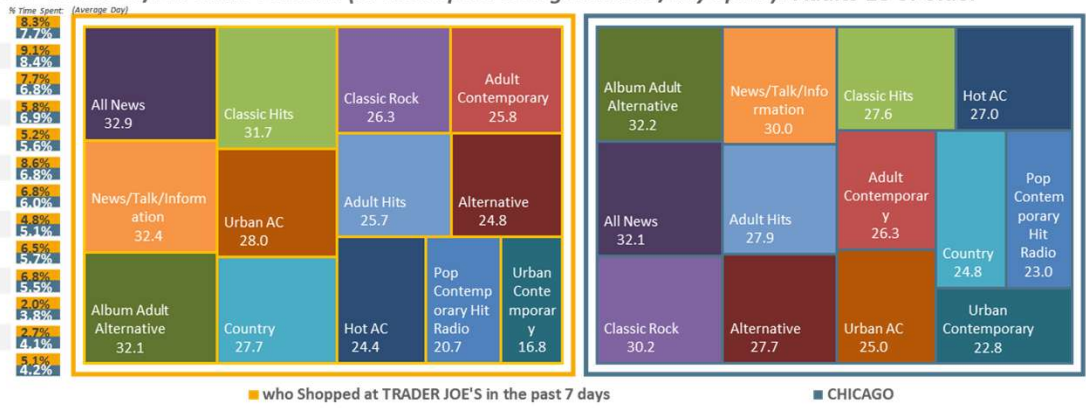 % Time Spent: (Average Day)
8.3%
7.7%
9.1%
8.4%
7.7%
6.8%
5.8%
6.9%
5.2%
5.6%
8.6%
6.8%
6.8%
6.0%
4.8%
5.1%
6.5%
5.7%
6.8%
5.5%
2.0%
3.8%
2.7%
4.1%
5.1%
4.2%
All News
32.9
News/Talk/Inform
ation
32.4
Album Adult
Alternative
32.1
Classic Hits
31.7
Urban AC
28.0
Country
27.7
Classic Rock
26.3
Adult
Contemporary
25.8
Adult Hits
25.7
Alternative
24.8
Hot AC
24.4
Pop
Contemp
orary Hit
Radio
20.7
Urban
Conte
mporar
y
16.8
Album Adult
Alternative
32.2
All News
32.1
Classic Rock
30.2
News/Talk/Info
rmation
30.0
Adult Hits
27.9
Alternative
27.7
Classic Hits
27.6
Hot AC
27.0
Adult
Contemporar
y
26.3
Urban AC
25.0
Country
24.8
Pop
Contem
porary
Hit
Radio
23.0
Urban
Contemporary
22.8
who Shopped at TRADER JOE'S in the past 7 days
CHICAGO